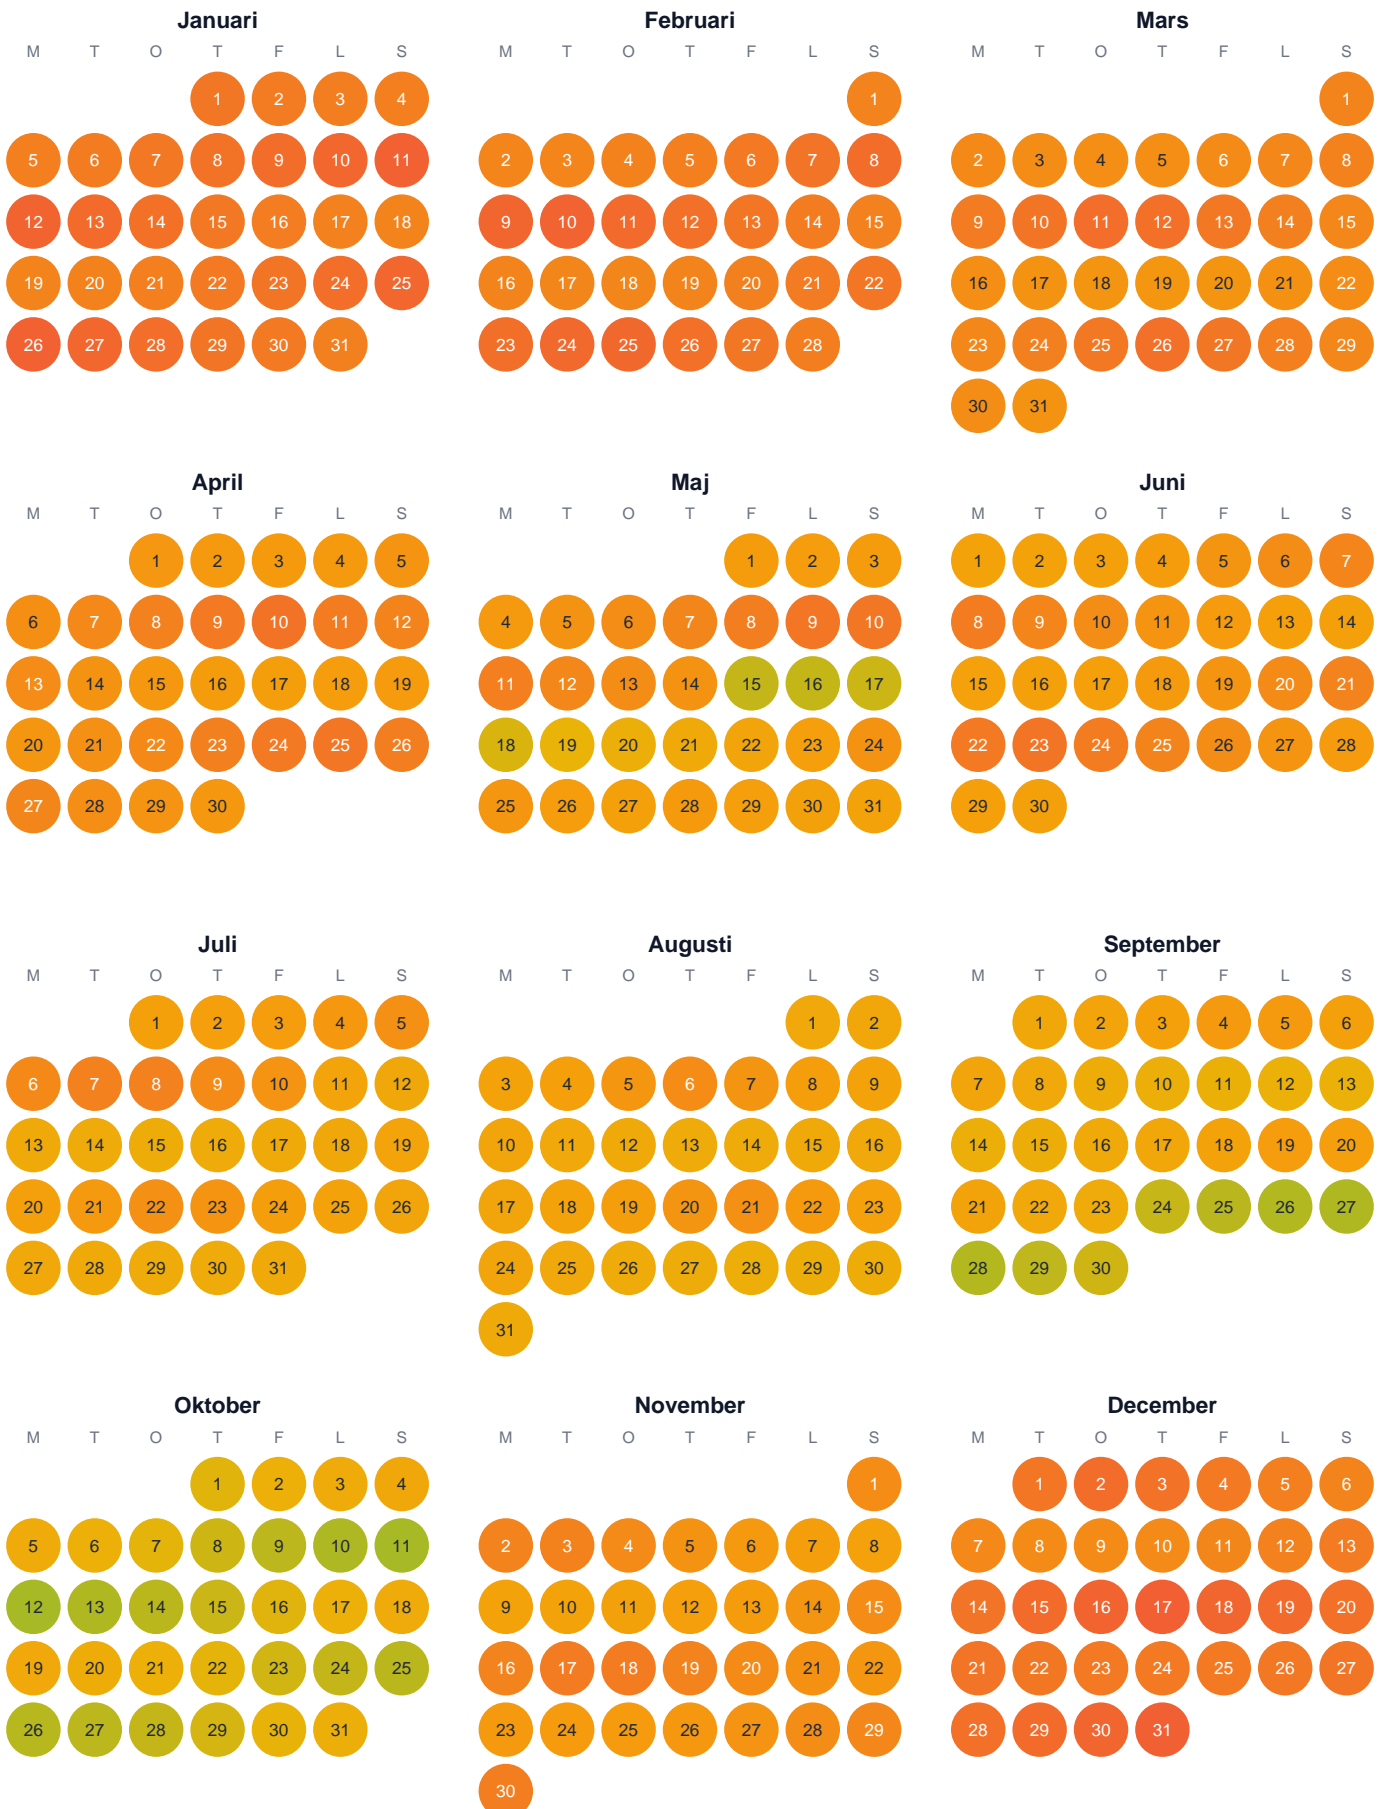 Januari
M T O T F L S
1 2 3 4
5 6 7 8 9 10 11
12 13 14 15 16 17 18
19 20 21 22 23 24 25
26 27 28 29 30 31
Februari
M T O T F L S
1
2 3 4 5 6 7 8
9 10 11 12 13 14 15
16 17 18 19 20 21 22
23 24 25 26 27 28
Mars
M T O T F L S
1
2 3 4 5 6 7 8
9 10 11 12 13 14 15
16 17 18 19 20 21 22
23 24 25 26 27 28 29
30 31
April
M T O T F L S
1 2 3 4 5
6 7 8 9 10 11 12
13 14 15 16 17 18 19
20 21 22 23 24 25 26
27 28 29 30
Maj
M T O T F L S
1 2 3
4 5 6 7 8 9 10
11 12 13 14 15 16 17
18 19 20 21 22 23 24
25 26 27 28 29 30 31
Juni
M T O T F L S
1 2 3 4 5 6 7
8 9 10 11 12 13 14
15 16 17 18 19 20 21
22 23 24 25 26 27 28
29 30
Juli
M T O T F L S
1 2 3 4 5
6 7 8 9 10 11 12
13 14 15 16 17 18 19
20 21 22 23 24 25 26
27 28 29 30 31
Augusti
M T O T F L S
1 2
3 4 5 6 7 8 9
10 11 12 13 14 15 16
17 18 19 20 21 22 23
24 25 26 27 28 29 30
31
September
M T O T F L S
1 2 3 4 5 6
7 8 9 10 11 12 13
14 15 16 17 18 19 20
21 22 23 24 25 26 27
28 29 30
Oktober
M T O T F L S
1 2 3 4
5 6 7 8 9 10 11
12 13 14 15 16 17 18
19 20 21 22 23 24 25
26 27 28 29 30 31
November
M T O T F L S
1
2 3 4 5 6 7 8
9 10 11 12 13 14 15
16 17 18 19 20 21 22
23 24 25 26 27 28 29
30
December
M T O T F L S
1 2 3 4 5 6
7 8 9 10 11 12 13
14 15 16 17 18 19 20
21 22 23 24 25 26 27
28 29 30 31